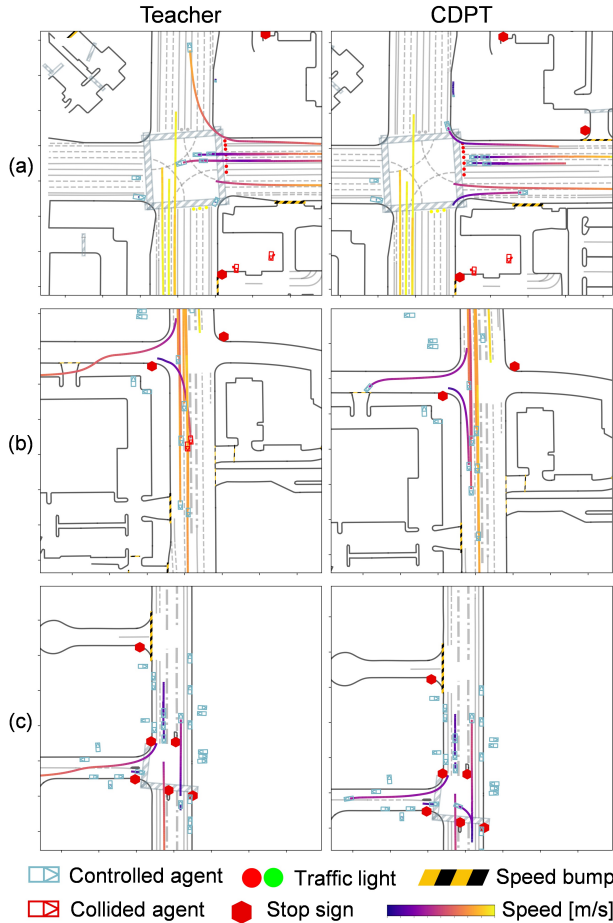 Teacher CDPT
(a)
(b)
(c)
Controlled agent Traffic light Speed bump
Collided agent Stop sign Speed [m/s]